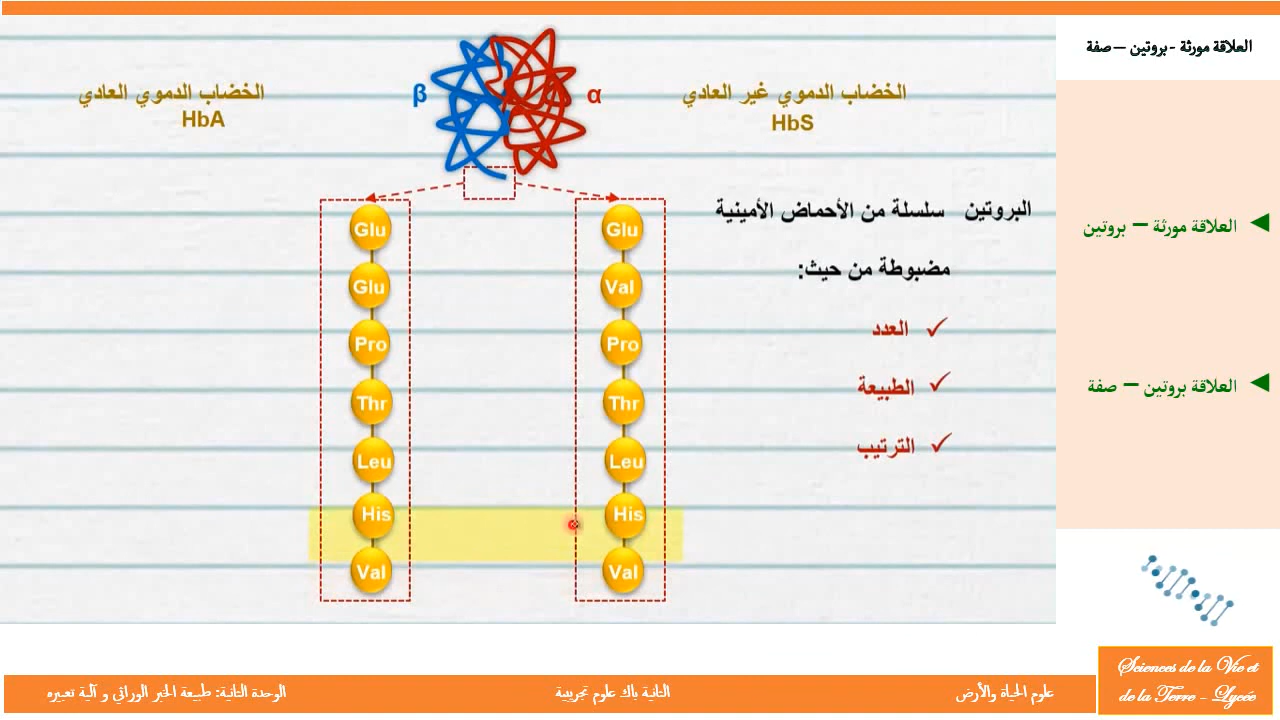 العلاقة مورثة - بروتين – صفة
الخضاب الدموي غير العادي
HbS
α
β
الخضاب الدموي العادي
HbA
البروتين سلسلة من الأحماض الأمينية
مضبوطة من حيث:
✓ العدد
✓ الطبيعة
✓ الترتيب
Glu
Val
Pro
Thr
Leu
His
Val
Glu
Glu
Pro
Thr
Leu
His
Val
◄ العلاقة مورثة – بروتين
◄ العلاقة بروتين – صفة
Sciences de la Vie et
de la Terre - Lycée
علوم الحياة والأرض
الثانية باك علوم تجريبية
الوحدة الثانية: طبيعة الخبر الوراثي و آلية تعبيره